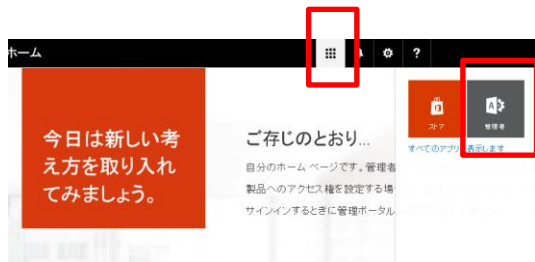 ホーム
?
今日は新しい考
え方を取り入れ
てみましょう。
ご存じのとおり...
自分のホーム ページです。管理者
製品へのアクセス権を設定する場
サインインするときに管理ポータル
ストア
管理者
すべてのアプリ
表示します